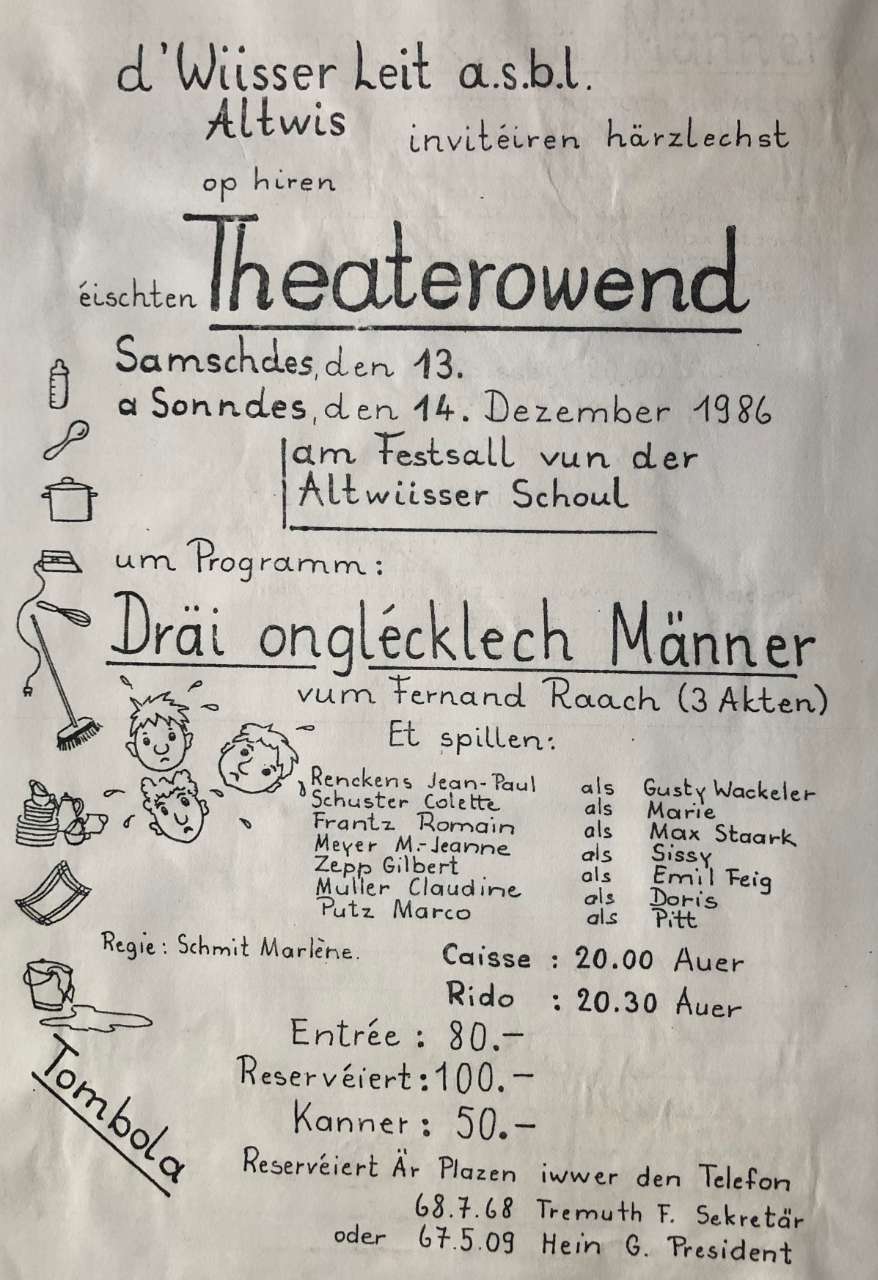 d'Wiisser Leit a.s.b.l.
Altwis invitéiren härzlechst
op hiren
éischten Theaterowend
Samschdes, den 13.
a Sonndes, den 14. Dezember 1986
am Festsall vun der
Altwiisser Schoul
um Programm:
Dräi onglécklech Männer
vum Fernand Raach (3 Akten)
Et spillen:
Renckens Jean-Paul als Gusty Wackeler
Schuster Colette als Marie
Frantz Romain als Max Staark
Meyer M.-Jeanne als Sissy
Zepp Gilbert als Emil Feig
Muller Claudine als Doris
Putz Marco als Pitt
Regie: Schmit Marlène.
Caisse : 20.00 Auer
Rido : 20.30 Auer
Entrée : 80.-
Reservéiert : 100.-
Kanner : 50.-
Tombola
Reservéiert Är Plazen iwwer den Telefon
68.7.68 Tremuth F. Sekretär
oder 67.5.09 Hein G. President